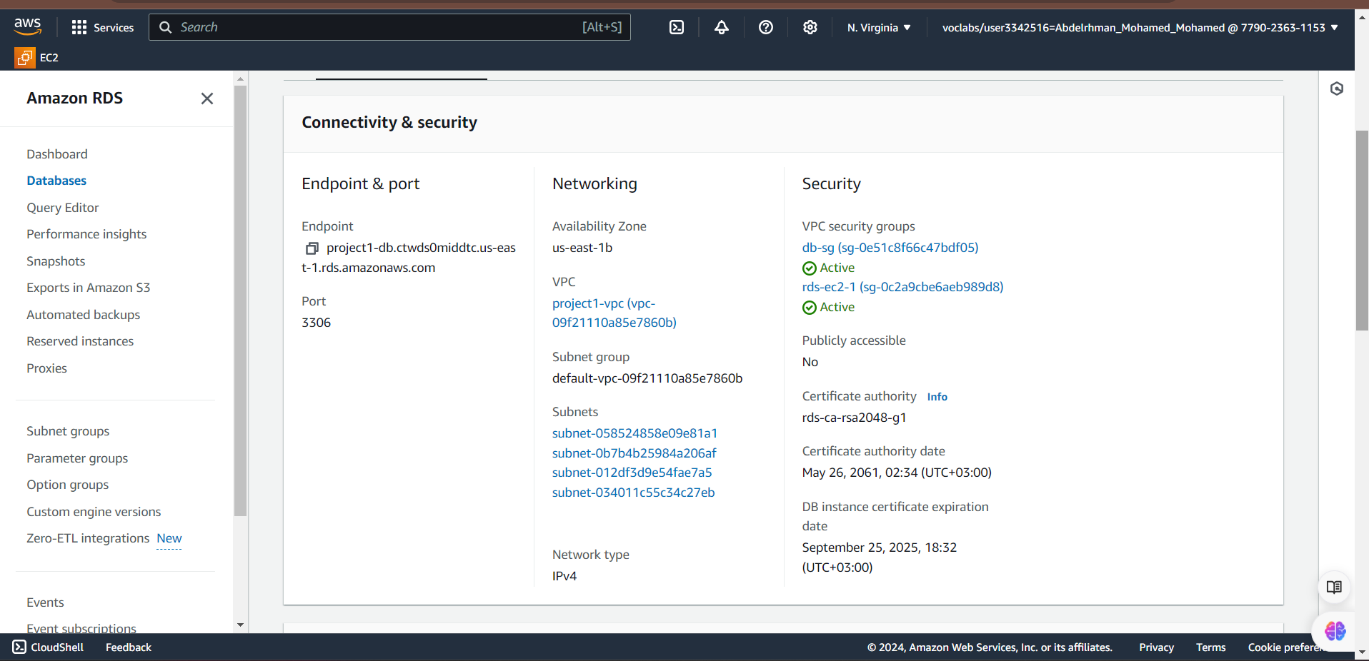 aws
Services
Search
[Alt+S]
N. Virginia
voclabs/user3342516=Abdelrhman_Mohamed_Mohamed @ 7790-2363-1153
EC2
Amazon RDS
Dashboard
Databases
Query Editor
Performance insights
Snapshots
Exports in Amazon S3
Automated backups
Reserved instances
Proxies
Subnet groups
Parameter groups
Option groups
Custom engine versions
Zero-ETL integrations New
Events
Event subscriptions
Connectivity & security
Endpoint & port
Endpoint
project1-db.ctwds0middtc.us-eas
t-1.rds.amazonaws.com
Port
3306
Networking
Availability Zone
us-east-1b
VPC
project1-vpc (vpc-
09f21110a85e7860b)
Subnet group
default-vpc-09f21110a85e7860b
Subnets
subnet-058524858e09e81a1
subnet-0b7b4b25984a206af
subnet-012df3d9e54fae7a5
subnet-034011c55c34c27eb
Network type
IPv4
Security
VPC security groups
db-sg (sg-0e51c8f66c47bdf05)
Active
rds-ec2-1 (sg-0c2a9cbe6aeb989d8)
Active
Publicly accessible
No
Certificate authority Info
rds-ca-rsa2048-g1
Certificate authority date
May 26, 2061, 02:34 (UTC+03:00)
DB instance certificate expiration
date
September 25, 2025, 18:32
(UTC+03:00)
CloudShell
Feedback
© 2024, Amazon Web Services, Inc. or its affiliates.
Privacy
Terms
Cookie prefere